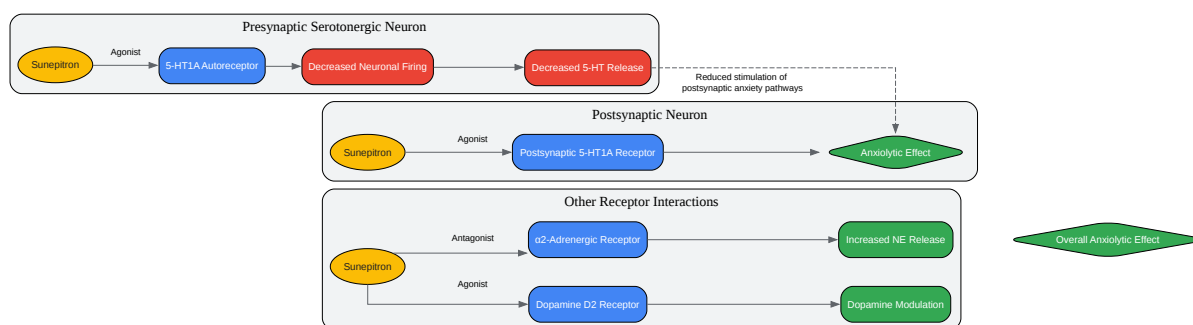 Presynaptic Serotonergic Neuron
Sunepitron
Agonist
5-HT1A Autoreceptor
Decreased Neuronal Firing
Decreased 5-HT Release
Reduced stimulation of
postsynaptic anxiety pathways
Postsynaptic Neuron
Sunepitron
Agonist
Postsynaptic 5-HT1A Receptor
Anxiolytic Effect
Other Receptor Interactions
Sunepitron
Antagonist
α2-Adrenergic Receptor
Increased NE Release
Agonist
Dopamine D2 Receptor
Dopamine Modulation
Overall Anxiolytic Effect